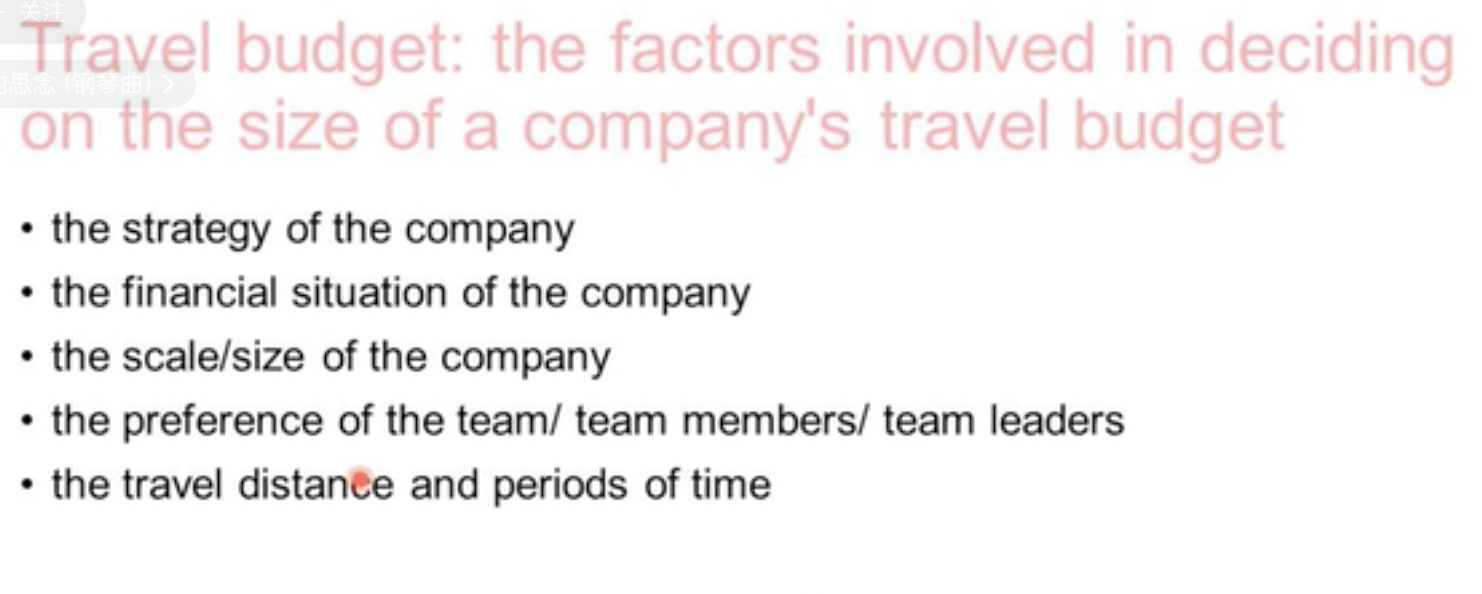 关注
Travel budget: the factors involved in deciding
思念 (钢琴曲) >
on the size of a company's travel budget
• the strategy of the company
• the financial situation of the company
• the scale/size of the company
• the preference of the team/ team members/ team leaders
• the travel distance and periods of time